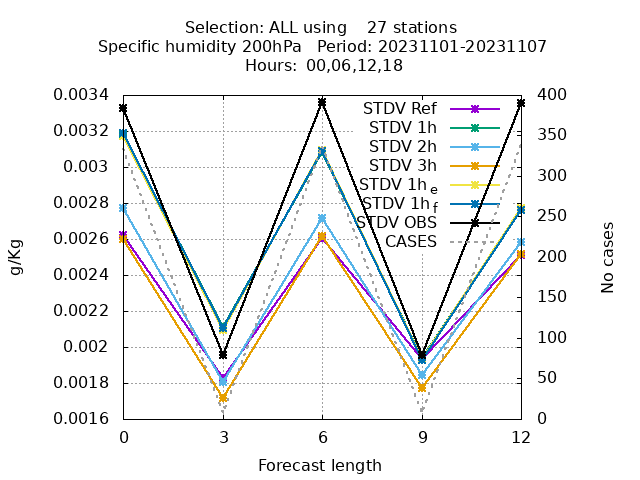 Selection: ALL using    27 stations
Specific humidity 200hPa   Period: 20231101-20231107
Hours:  00,06,12,18
0.0034
0.0032
0.003
0.0028
0.0026
0.0024
0.0022
0.002
0.0018
0.0016
g/Kg
STDV Ref
STDV 1h
STDV 2h
STDV 3h
STDV 1h e
STDV 1h f
STDV OBS
CASES
400
350
300
250
200
150
100
50
0
No cases
0 3 6 9 12
Forecast length